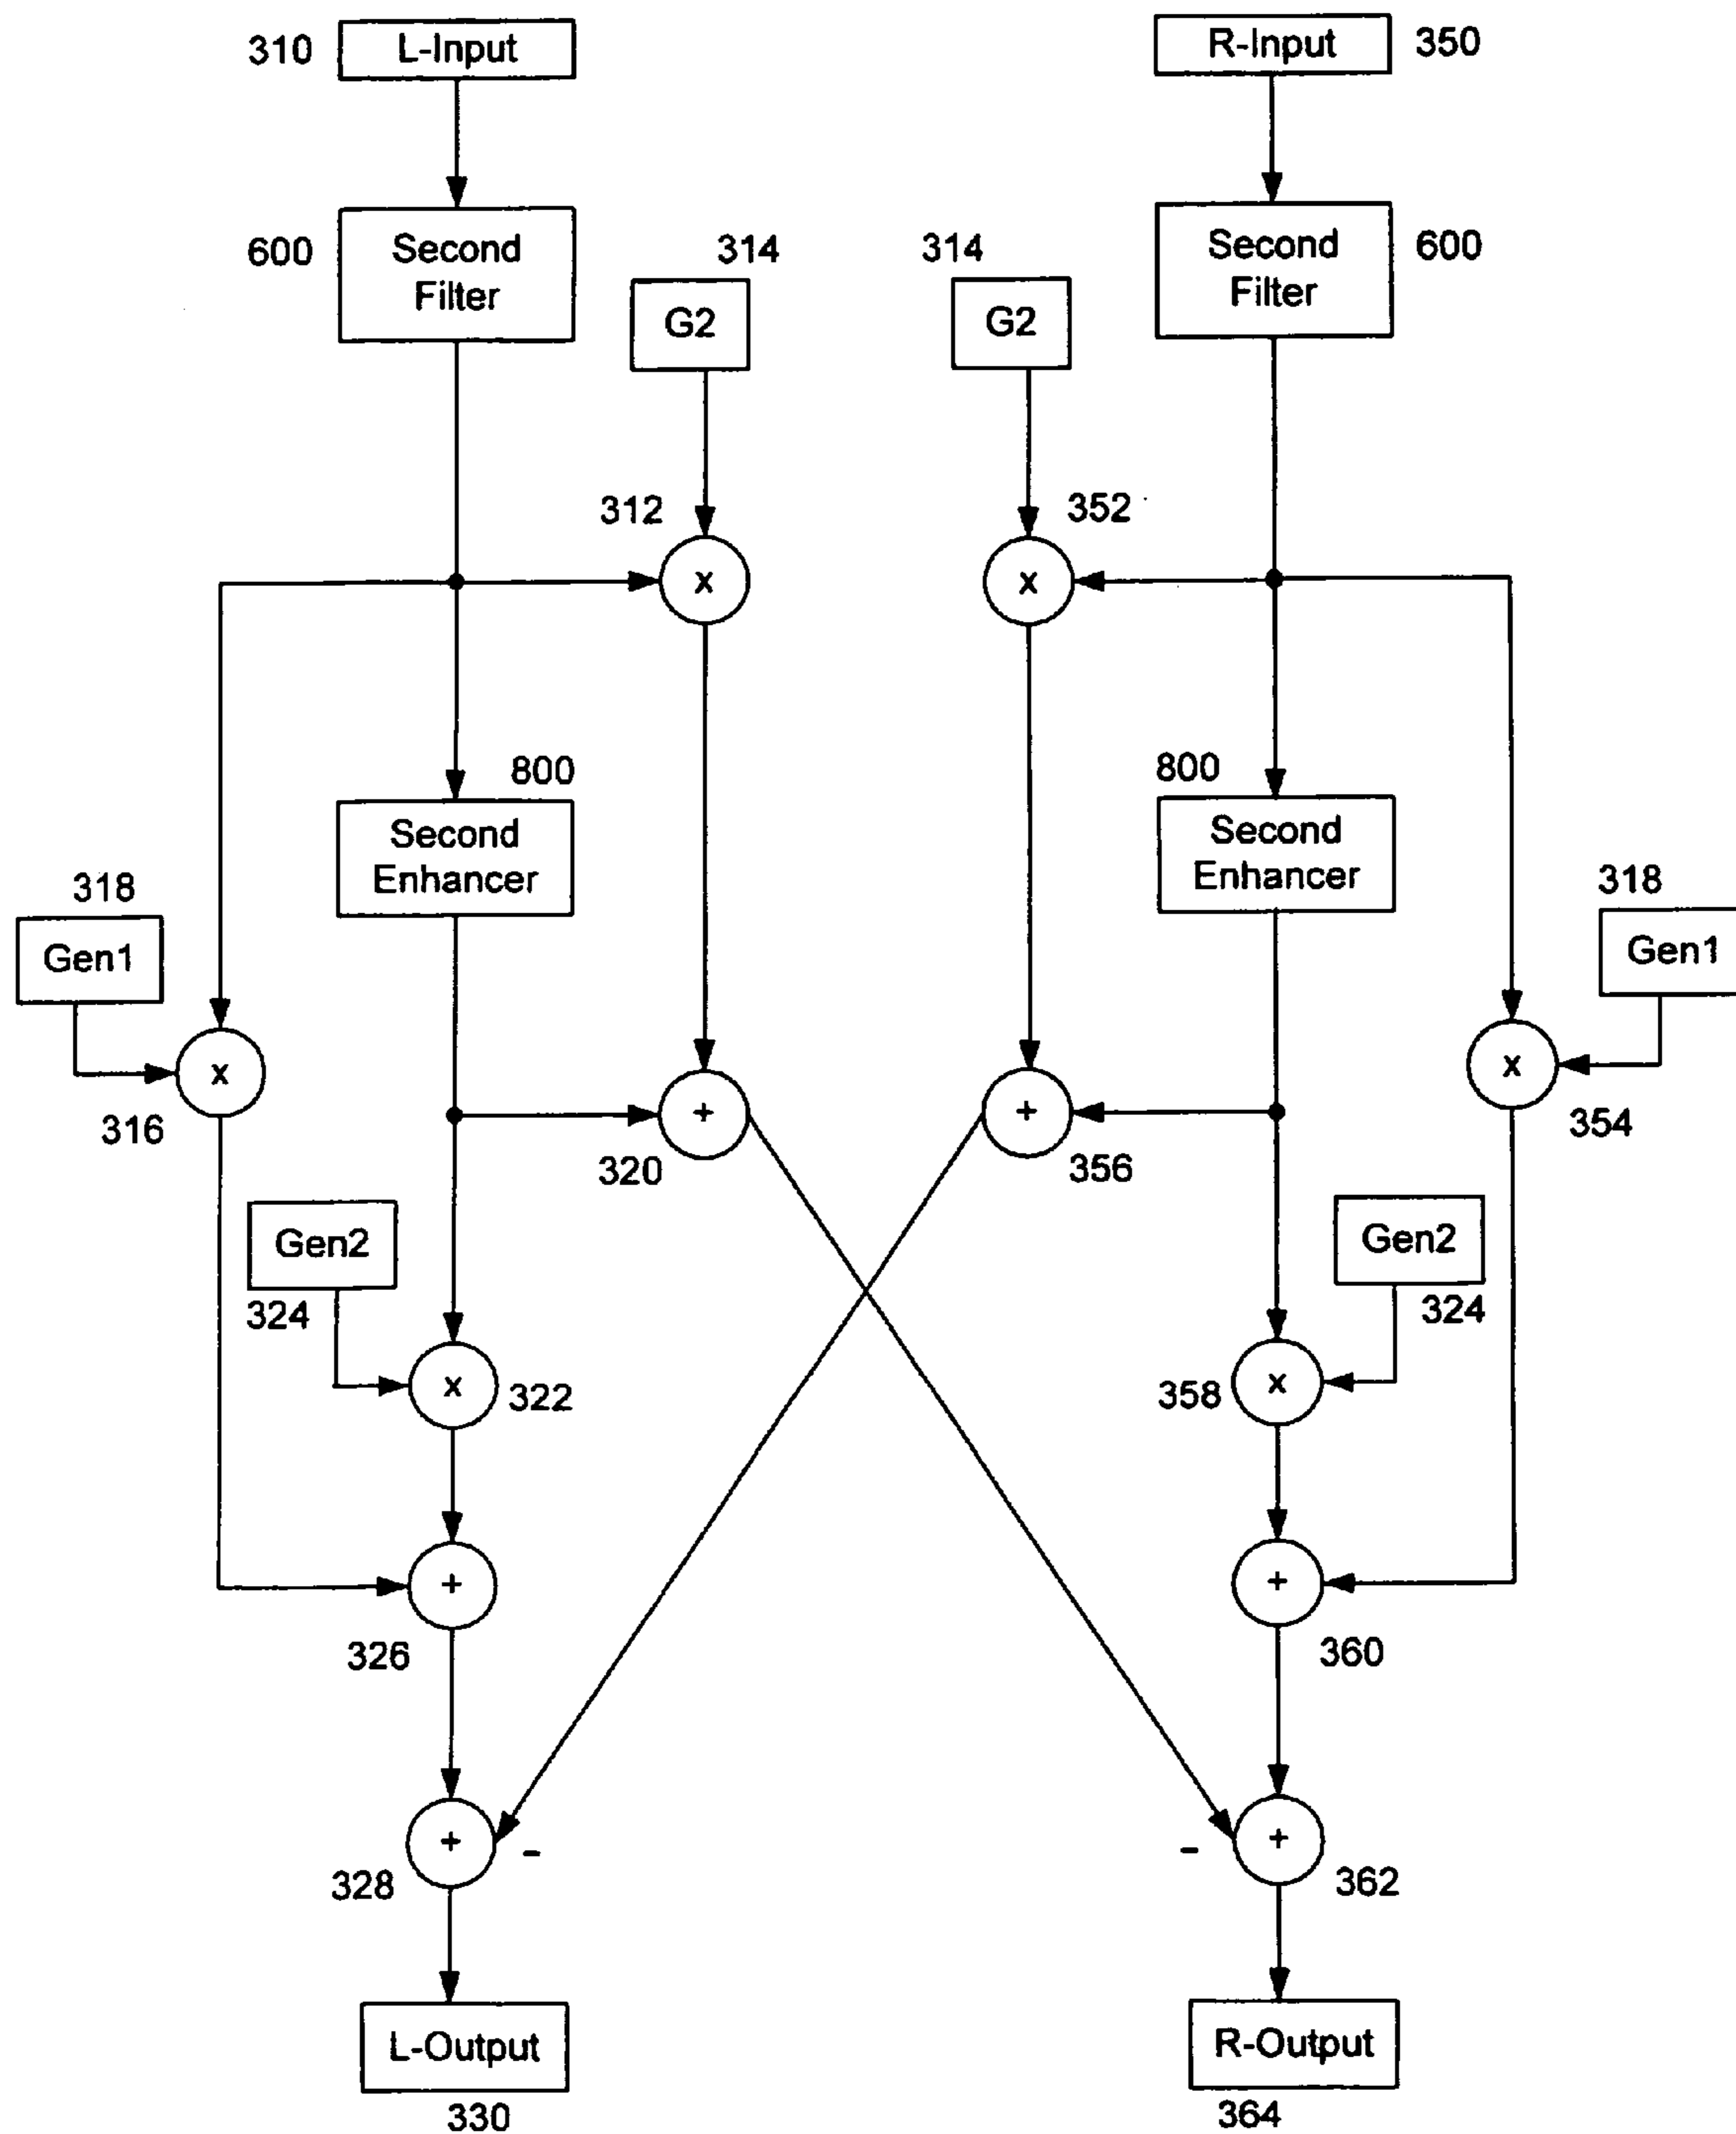 310 L-Input
R-Input 350
600 Second
Filter
314
G2
314
G2
Second 600
Filter
312
x
352
x
800
Second
Enhancer
800
Second
Enhancer
318
Gen1
318
Gen1
x
316
x
354
+
320
+
356
Gen2
324
Gen2
324
x 322
358 x
+
326
+
360
+ -
328
- +
362
L-Output
330
R-Output
364